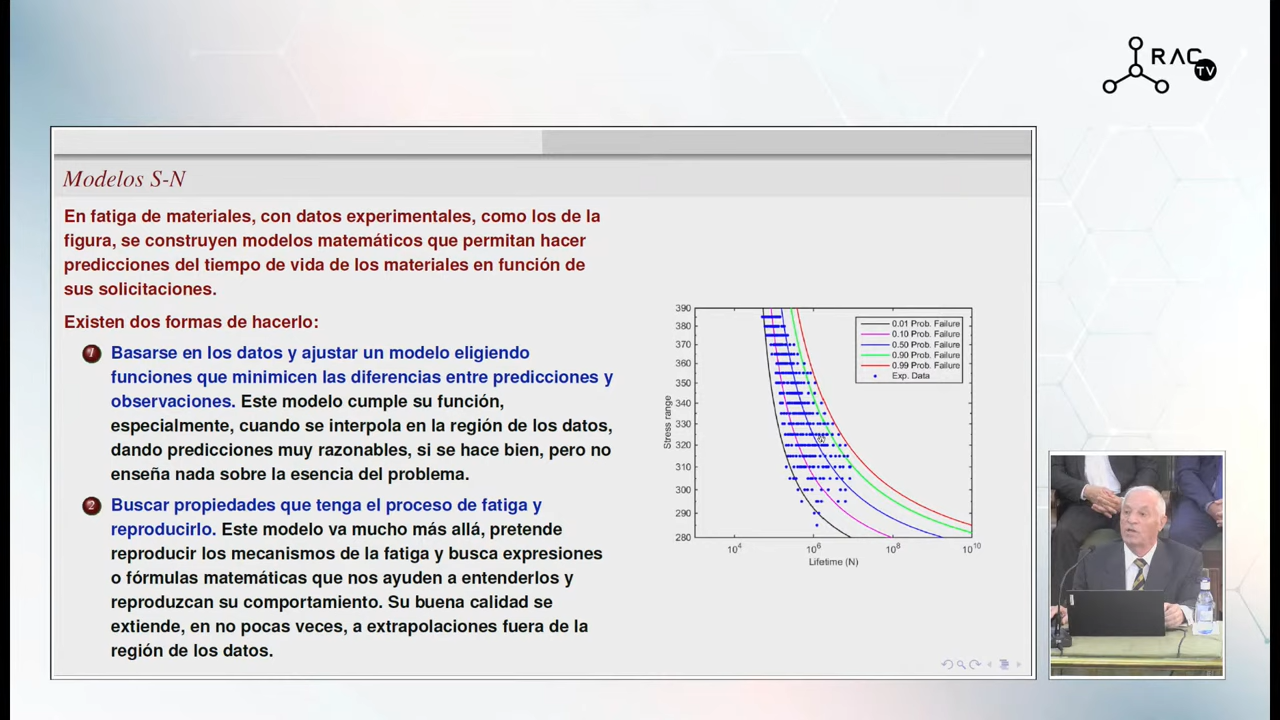 RAC
TV
Modelos S-N
En fatiga de materiales, con datos experimentales, como los de la
figura, se construyen modelos matemáticos que permitan hacer
predicciones del tiempo de vida de los materiales en función de
sus solicitaciones.
Existen dos formas de hacerlo:
1 Basarse en los datos y ajustar un modelo eligiendo
funciones que minimicen las diferencias entre predicciones y
observaciones. Este modelo cumple su función,
especialmente, cuando se interpola en la región de los datos,
dando predicciones muy razonables, si se hace bien, pero no
enseña nada sobre la esencia del problema.
2 Buscar propiedades que tenga el proceso de fatiga y
reproducirlo. Este modelo va mucho más allá, pretende
reproducir los mecanismos de la fatiga y busca expresiones
o fórmulas matemáticas que nos ayuden a entenderlos y
reproduzcan su comportamiento. Su buena calidad se
extiende, en no pocas veces, a extrapolaciones fuera de la
región de los datos.
390
380
370
360
350
340
330
320
310
300
290
280
Stress range
0.01 Prob. Failure
0.10 Prob. Failure
0.50 Prob. Failure
0.90 Prob. Failure
0.99 Prob. Failure
Exp. Data
10⁴ 10⁶ 10⁸ 10¹⁰
Lifetime (N)